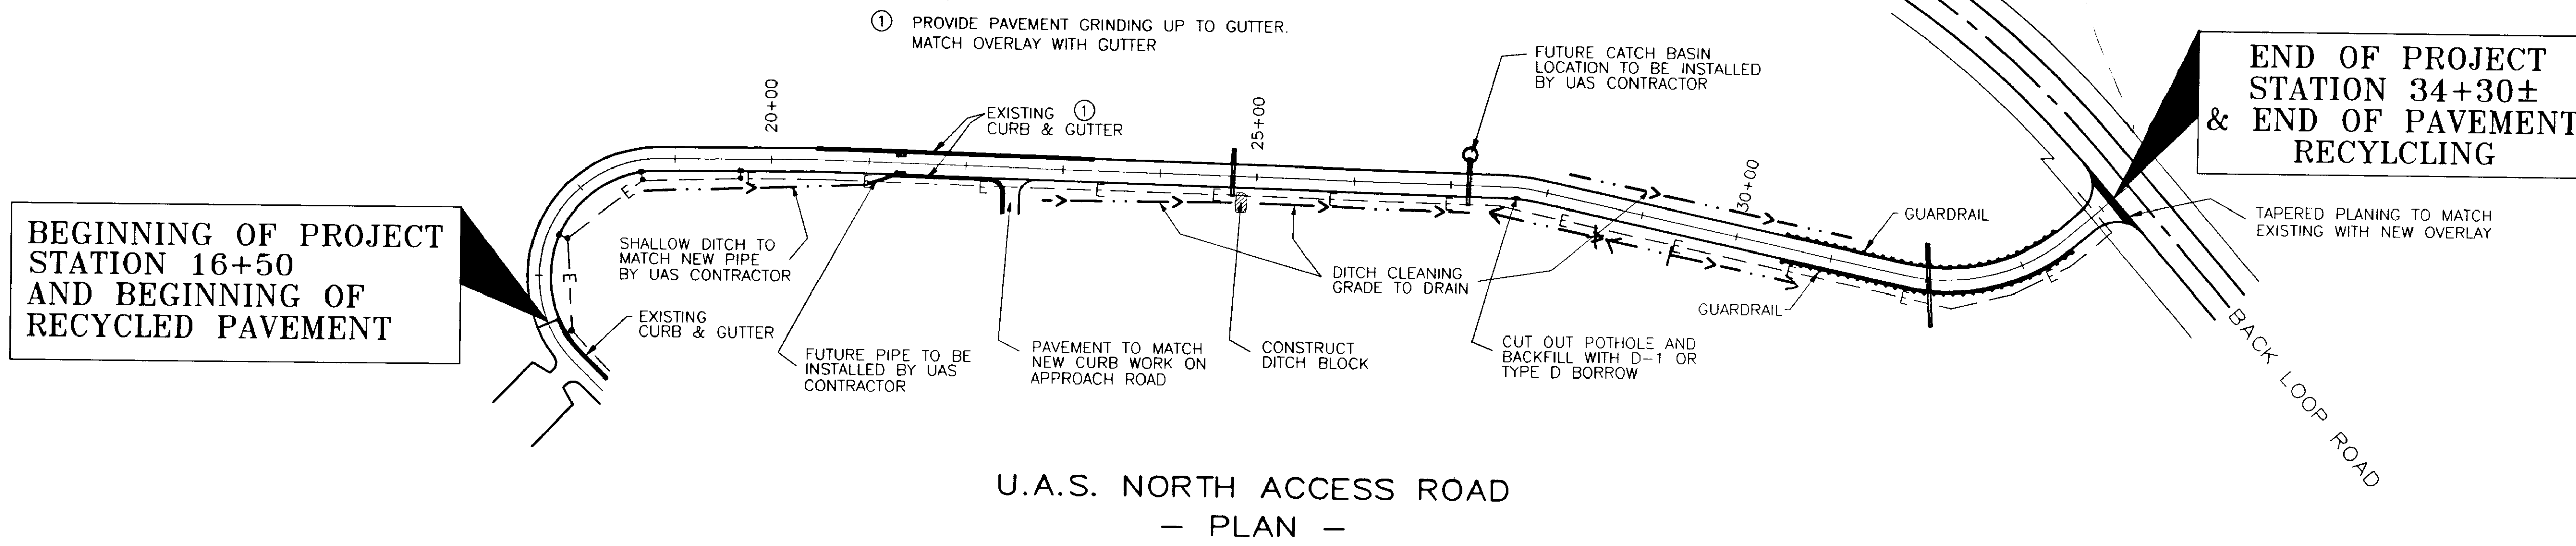 ① PROVIDE PAVEMENT GRINDING UP TO GUTTER.
MATCH OVERLAY WITH GUTTER
20+00
EXISTING ①
CURB & GUTTER
25+00
FUTURE CATCH BASIN
LOCATION TO BE INSTALLED
BY UAS CONTRACTOR
30+00
GUARDRAIL
END OF PROJECT
STATION 34+30±
& END OF PAVEMENT
RECYLCLING
TAPERED PLANING TO MATCH
EXISTING WITH NEW OVERLAY
BEGINNING OF PROJECT
STATION 16+50
AND BEGINNING OF
RECYCLED PAVEMENT
SHALLOW DITCH TO
MATCH NEW PIPE
BY UAS CONTRACTOR
EXISTING
CURB & GUTTER
FUTURE PIPE TO BE
INSTALLED BY UAS
CONTRACTOR
PAVEMENT TO MATCH
NEW CURB WORK ON
APPROACH ROAD
CONSTRUCT
DITCH BLOCK
DITCH CLEANING
GRADE TO DRAIN
CUT OUT POTHOLE AND
BACKFILL WITH D-1 OR
TYPE D BORROW
GUARDRAIL
BACK LOOP ROAD
E
E
E
E
E
E
E
E
E
E
E
E
E
U.A.S. NORTH ACCESS ROAD
- PLAN -